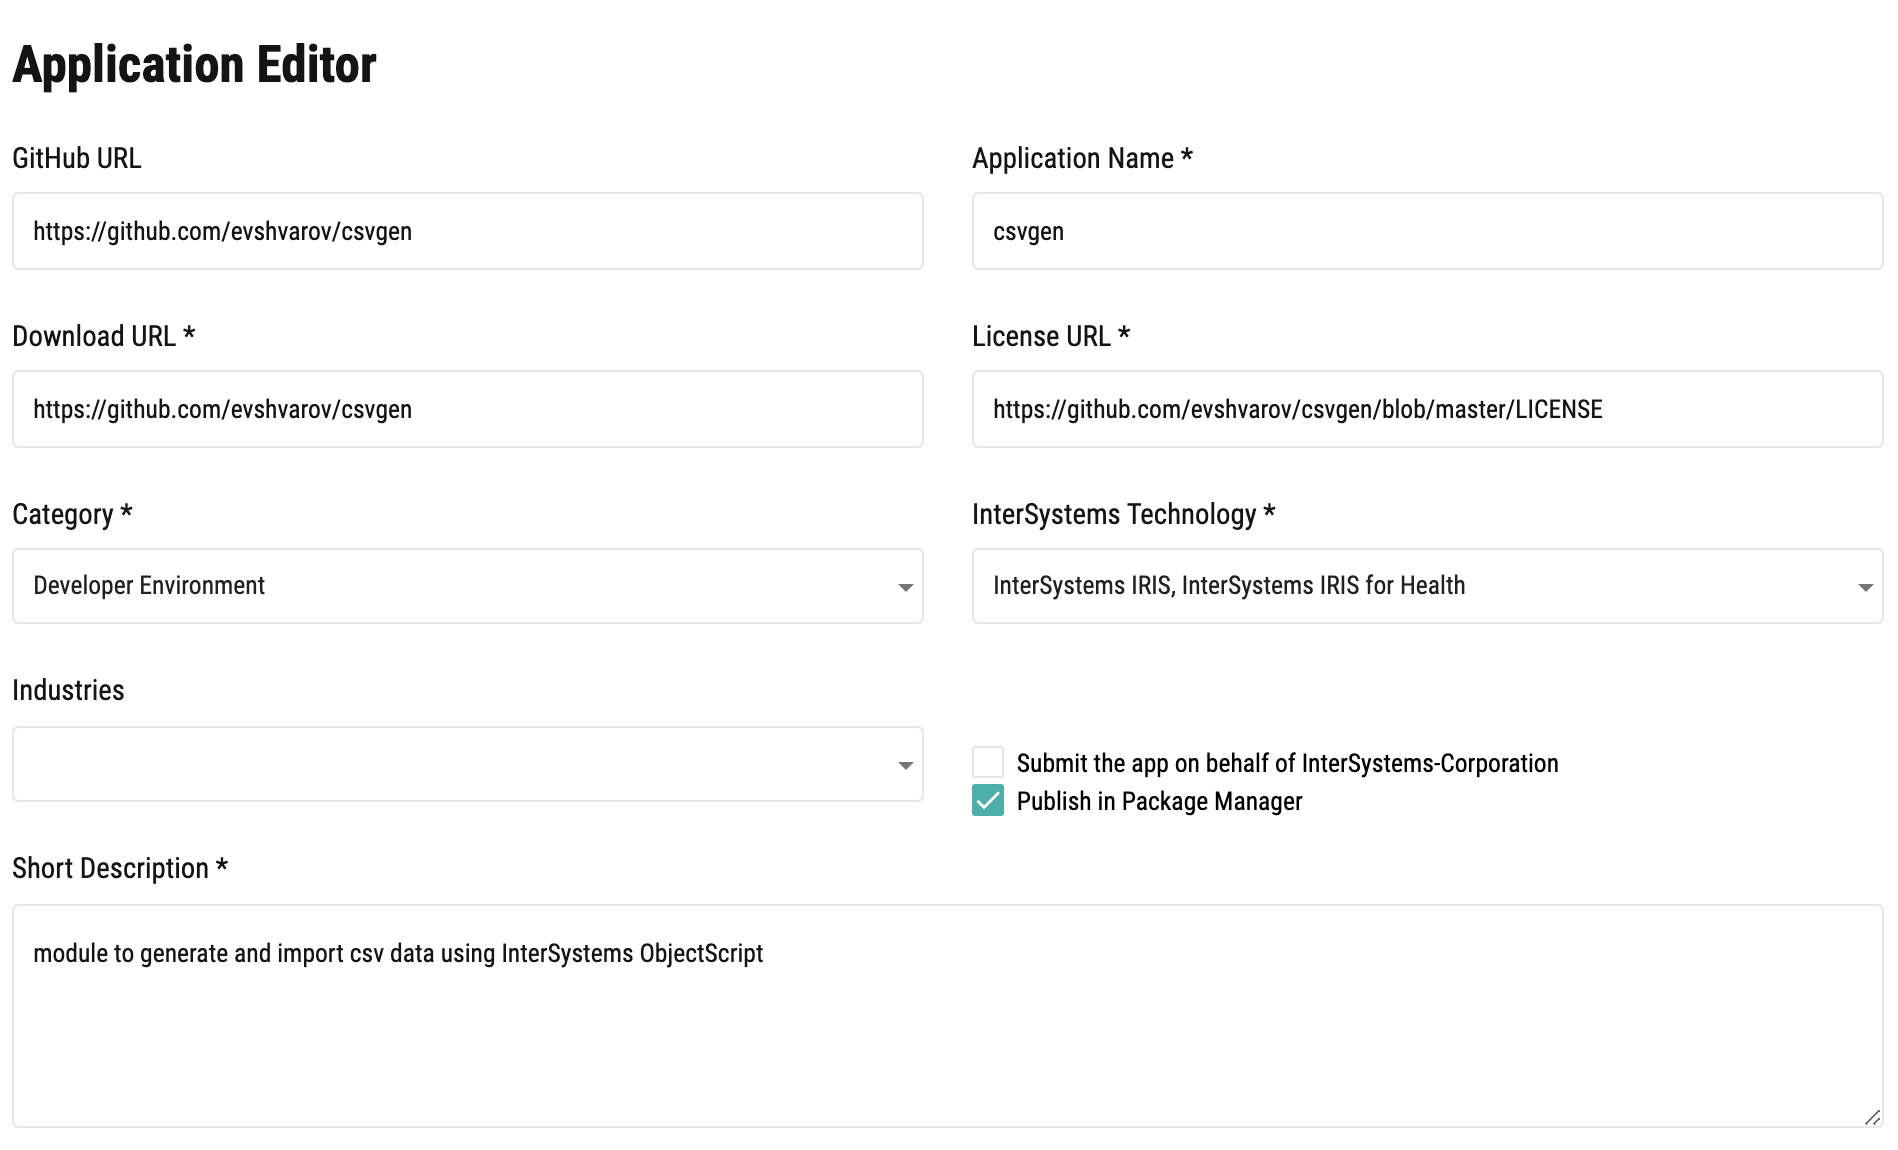 Application Editor
GitHub URL
https://github.com/evshvarov/csvgen
Application Name *
csvgen
Download URL *
https://github.com/evshvarov/csvgen
License URL *
https://github.com/evshvarov/csvgen/blob/master/LICENSE
Category *
Developer Environment
InterSystems Technology *
InterSystems IRIS, InterSystems IRIS for Health
Industries
Submit the app on behalf of InterSystems-Corporation
Publish in Package Manager
Short Description *
module to generate and import csv data using InterSystems ObjectScript